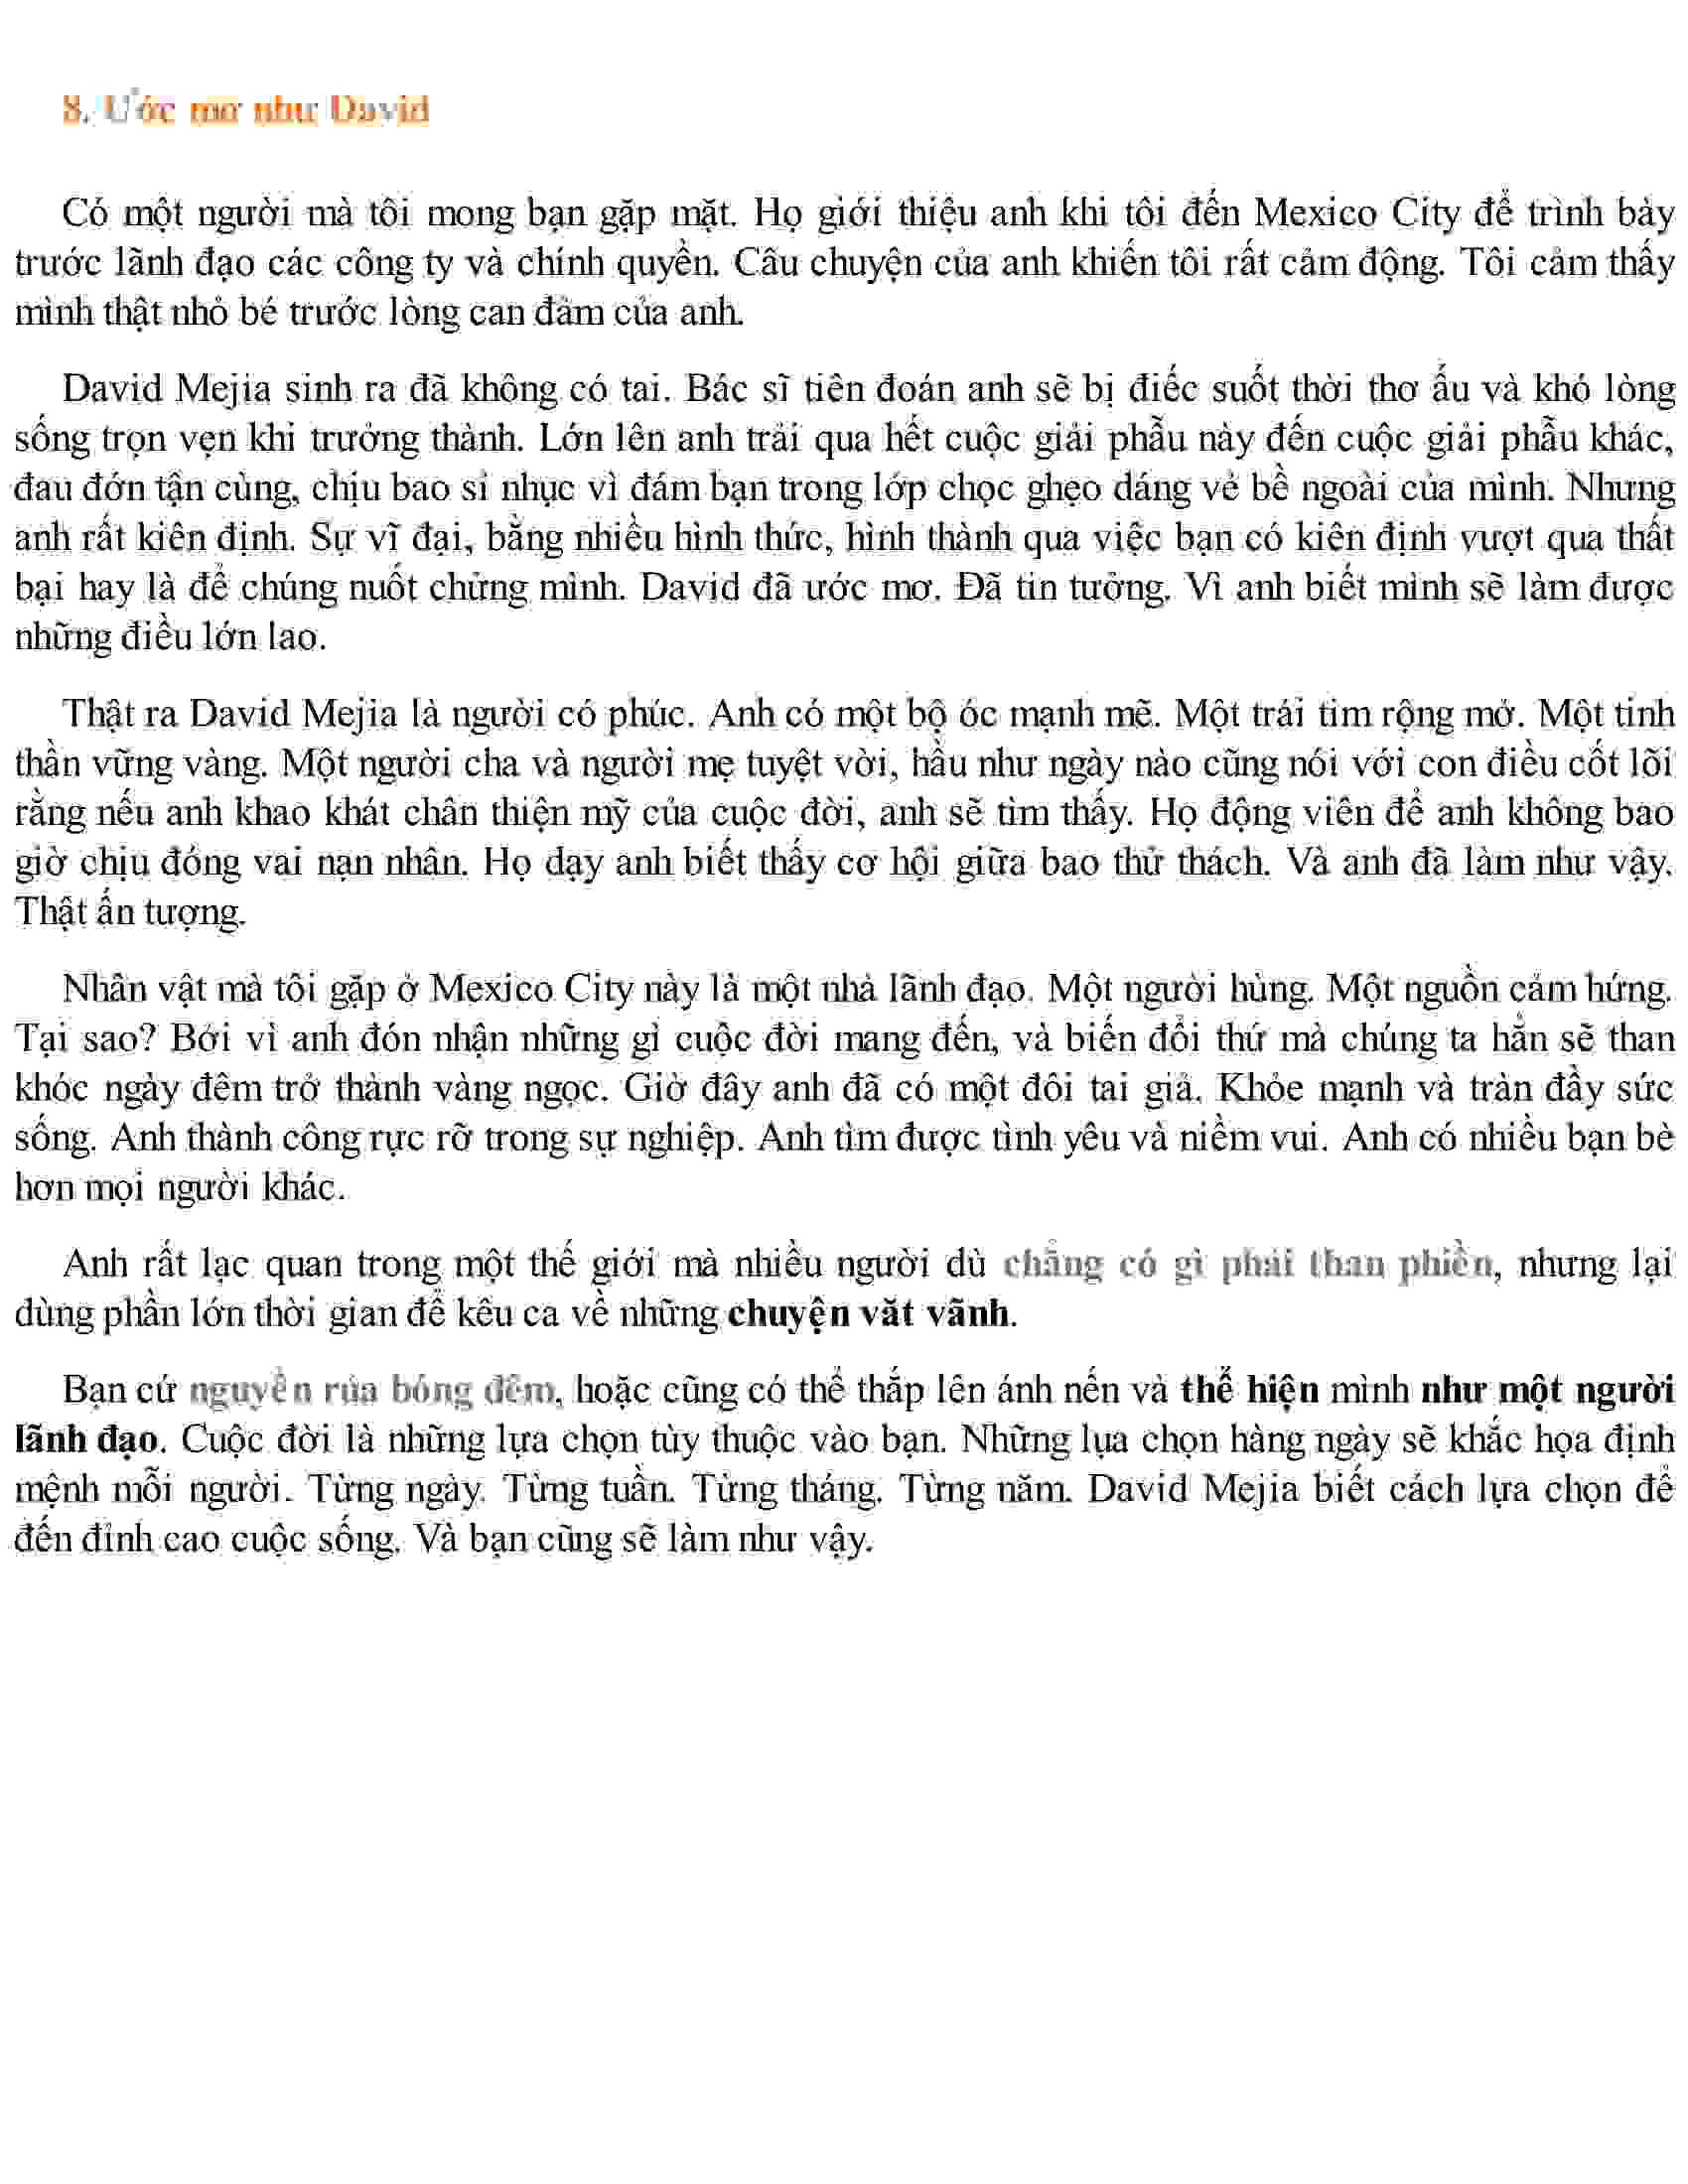 8. Ước mơ như David
Có một người mà tôi mong bạn gặp mặt. Họ giới thiệu anh khi tôi đến Mexico City để trình bày
trước lãnh đạo các công ty và chính quyền. Câu chuyện của anh khiến tôi rất cảm động. Tôi cảm thấy
mình thật nhỏ bé trước lòng can đảm của anh.
David Mejia sinh ra đã không có tai. Bác sĩ tiên đoán anh sẽ bị điếc suốt thời thơ ấu và khó lòng
sống trọn vẹn khi trưởng thành. Lớn lên anh trải qua hết cuộc giải phẫu này đến cuộc giải phẫu khác,
đau đớn tận cùng, chịu bao sỉ nhục vì đám bạn trong lớp chọc ghẹo dáng vẻ bề ngoài của mình. Nhưng
anh rất kiên định. Sự vĩ đại, bằng nhiều hình thức, hình thành qua việc bạn có kiên định vượt qua thất
bại hay là để chúng nuốt chửng mình. David đã ước mơ. Đã tin tưởng. Vì anh biết mình sẽ làm được
những điều lớn lao.
Thật ra David Mejia là người có phúc. Anh có một bộ óc mạnh mẽ. Một trái tim rộng mở. Một tinh
thần vững vàng. Một người cha và người mẹ tuyệt vời, hầu như ngày nào cũng nói với con điều cốt lõi
rằng nếu anh khao khát chân thiện mỹ của cuộc đời, anh sẽ tìm thấy. Họ động viên để anh không bao
giờ chịu đóng vai nạn nhân. Họ dạy anh biết thấy cơ hội giữa bao thử thách. Và anh đã làm như vậy.
Thật ấn tượng.
Nhân vật mà tôi gặp ở Mexico City này là một nhà lãnh đạo. Một người hùng. Một nguồn cảm hứng.
Tại sao? Bởi vì anh đón nhận những gì cuộc đời mang đến, và biến đổi thứ mà chúng ta hẳn sẽ than
khóc ngày đêm trở thành vàng ngọc. Giờ đây anh đã có một đôi tai giả. Khỏe mạnh và tràn đầy sức
sống. Anh thành công rực rỡ trong sự nghiệp. Anh tìm được tình yêu và niềm vui. Anh có nhiều bạn bè
hơn mọi người khác.
Anh rất lạc quan trong một thế giới mà nhiều người dù chẳng có gì phải than phiền, nhưng lại
dùng phần lớn thời gian để kêu ca về những chuyện vặt vãnh.
Bạn cứ nguyền rủa bóng đêm, hoặc cũng có thể thắp lên ánh nến và thể hiện mình như một người
lãnh đạo. Cuộc đời là những lựa chọn tùy thuộc vào bạn. Những lụa chọn hàng ngày sẽ khắc họa định
mệnh mỗi người. Từng ngày. Từng tuần. Từng tháng. Từng năm. David Mejia biết cách lựa chọn để
đến đỉnh cao cuộc sống. Và bạn cũng sẽ làm như vậy.